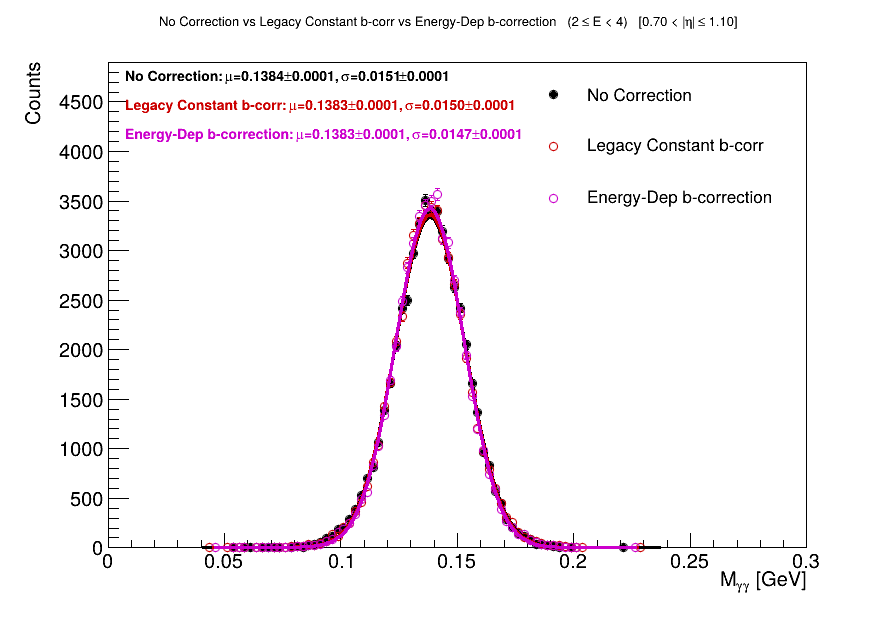 No Correction vs Legacy Constant b-corr vs Energy-Dep b-correction (2 ≤ E < 4) [0.70 < |η| ≤ 1.10]
Counts
No Correction: μ=0.1384±0.0001, σ=0.0151±0.0001
Legacy Constant b-corr: μ=0.1383±0.0001, σ=0.0150±0.0001
Energy-Dep b-correction: μ=0.1383±0.0001, σ=0.0147±0.0001
No Correction
Legacy Constant b-corr
Energy-Dep b-correction
4500
4000
3500
3000
2500
2000
1500
1000
500
0
0 0.05 0.1 0.15 0.2 0.25 0.3
M_γγ [GeV]